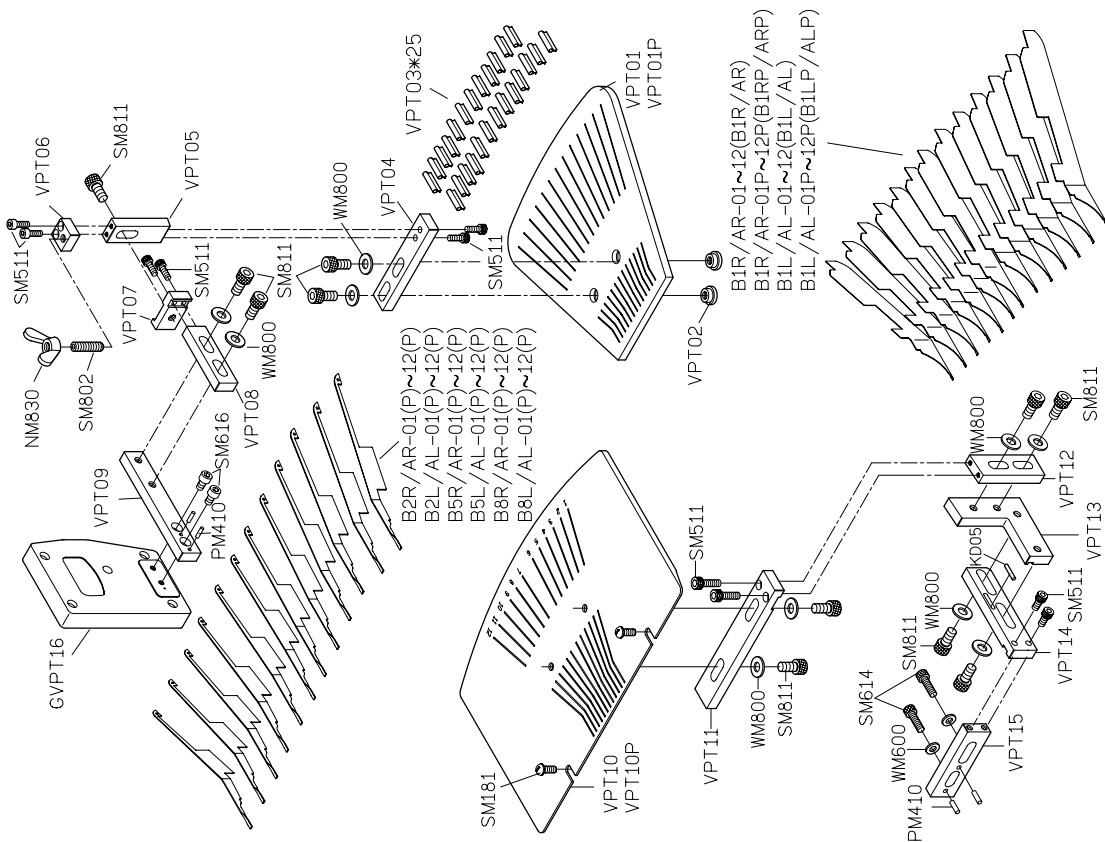 VPT06
SM811
VPT05
SM511
SM511
VPT07
NM830
SM802
SM811
WM800
VPT08
WM800
VPT04
SM511
VPT03*25
VPT01
VPT01P
VPT02
B1R/AR-01~12(B1R/AR)
B1R/AR-01P~12P(B1RP/ARP)
B1L/AL-01~12(B1L/AL)
B1L/AL-01P~12P(B1LP/ALP)
VPT09
SM616
PM410
GVPT16
B2R/AR-01(P)~12(P)
B2L/AL-01(P)~12(P)
B5R/AR-01(P)~12(P)
B5L/AL-01(P)~12(P)
B8R/AR-01(P)~12(P)
B8L/AL-01(P)~12(P)
SM181
VPT10
VPT10P
SM511
VPT11
WM800
SM811
WM800
SM811
VPT12
VPT13
KD05
WM800
SM811
SM511
VPT14
SM614
WM600
VPT15
PM410